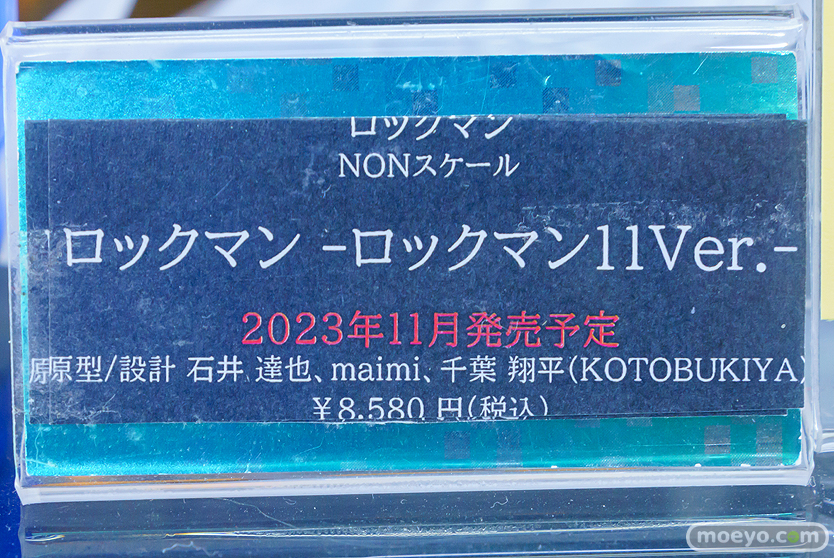 ロックマン
NONスケール
ロックマン -ロックマン11Ver.-
2023年11月発売予定
原型/設計 石井 達也、maimi、千葉 翔平(KOTOBUKIYA)
¥8,580 円(税込)
moeyo.com